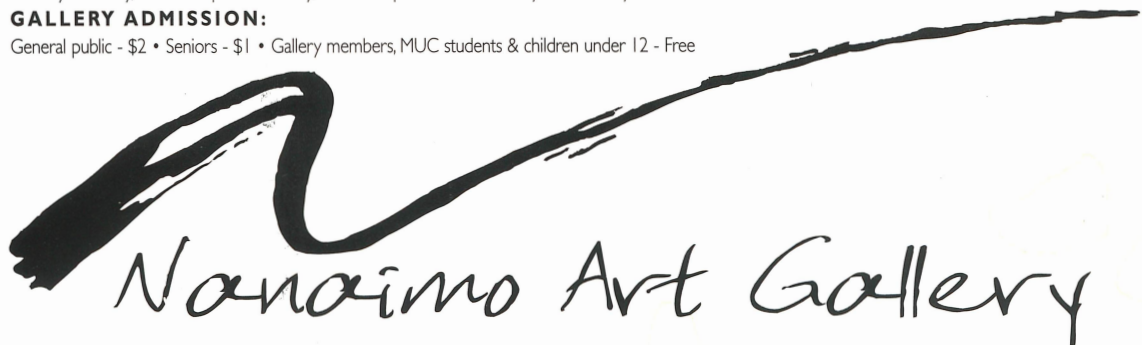 GALLERY ADMISSION:
General public - $2 • Seniors - $1 • Gallery members, MUC students & children under 12 - Free
Nanaimo Art Gallery